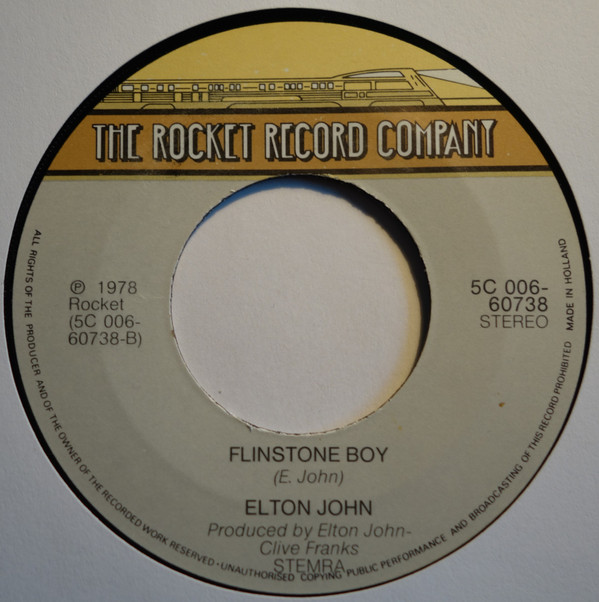 THE ROCKET RECORD COMPANY
℗ 1978
Rocket
(5C 006-
60738-B)
5C 006-
60738
STEREO
MADE IN HOLLAND
FLINSTONE BOY
(E. John)
ELTON JOHN
Produced by Elton John-
Clive Franks
STEMRA
ALL RIGHTS OF THE PRODUCER AND OF THE OWNER OF THE RECORDED WORK RESERVED • UNAUTHORISED COPYING PUBLIC PERFORMANCE AND BROADCASTING OF THIS RECORD PROHIBITED